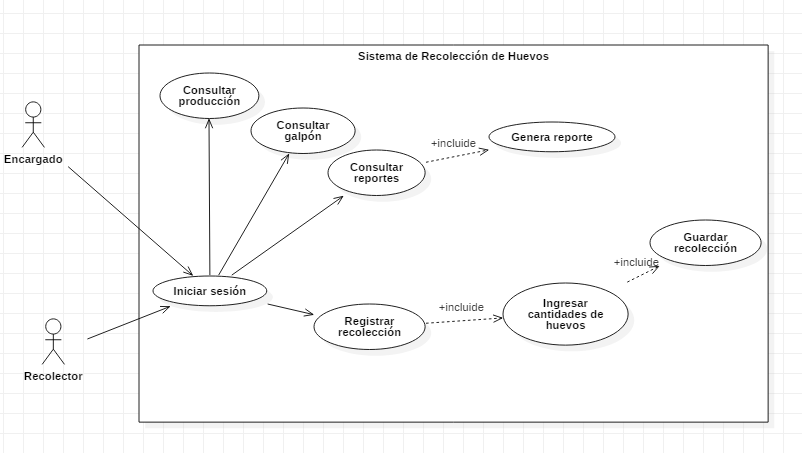 Sistema de Recolección de Huevos
Consultar
producción
Consultar
galpón
Consultar
reportes
+incluide
Genera reporte
Encargado
Guardar
recolección
+incluide
Iniciar sesión
Registrar
recolección
+incluide
Ingresar
cantidades de
huevos
Recolector